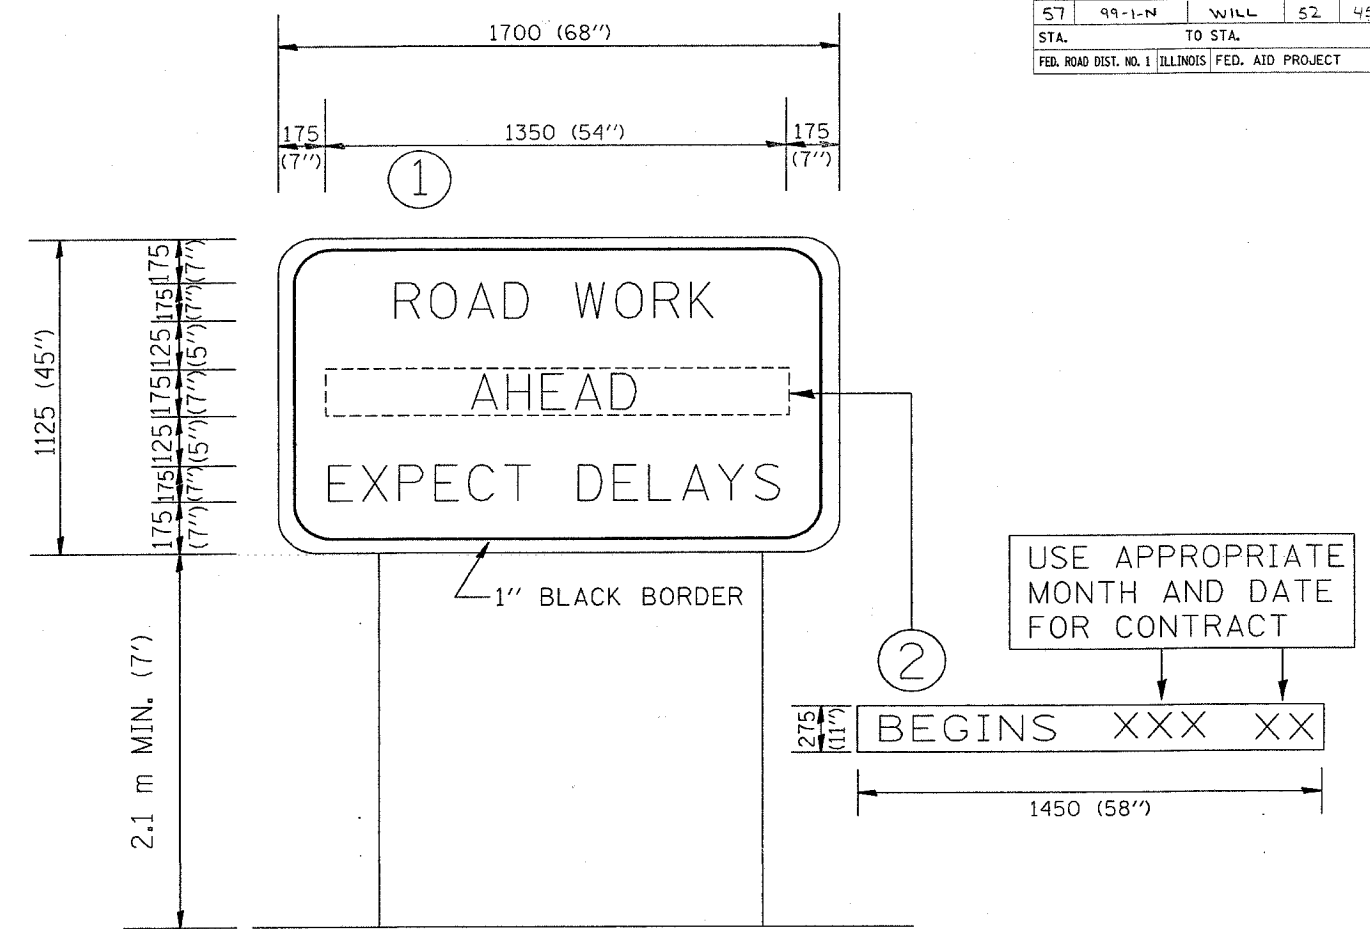 57 99-1-N WILL 52 45
STA. TO STA.
FED. ROAD DIST. NO. 1 ILLINOIS FED. AID PROJECT
1700 (68")
175 (7")
1350 (54")
175 (7")
1
1125 (45")
175 (7")
175 (7")
125 (5")
175 (7")
125 (5")
175 (7")
175 (7")
ROAD WORK
AHEAD
EXPECT DELAYS
1" BLACK BORDER
2.1 m MIN. (7')
2
USE APPROPRIATE
MONTH AND DATE
FOR CONTRACT
275 (11")
BEGINS XXX XX
1450 (58")